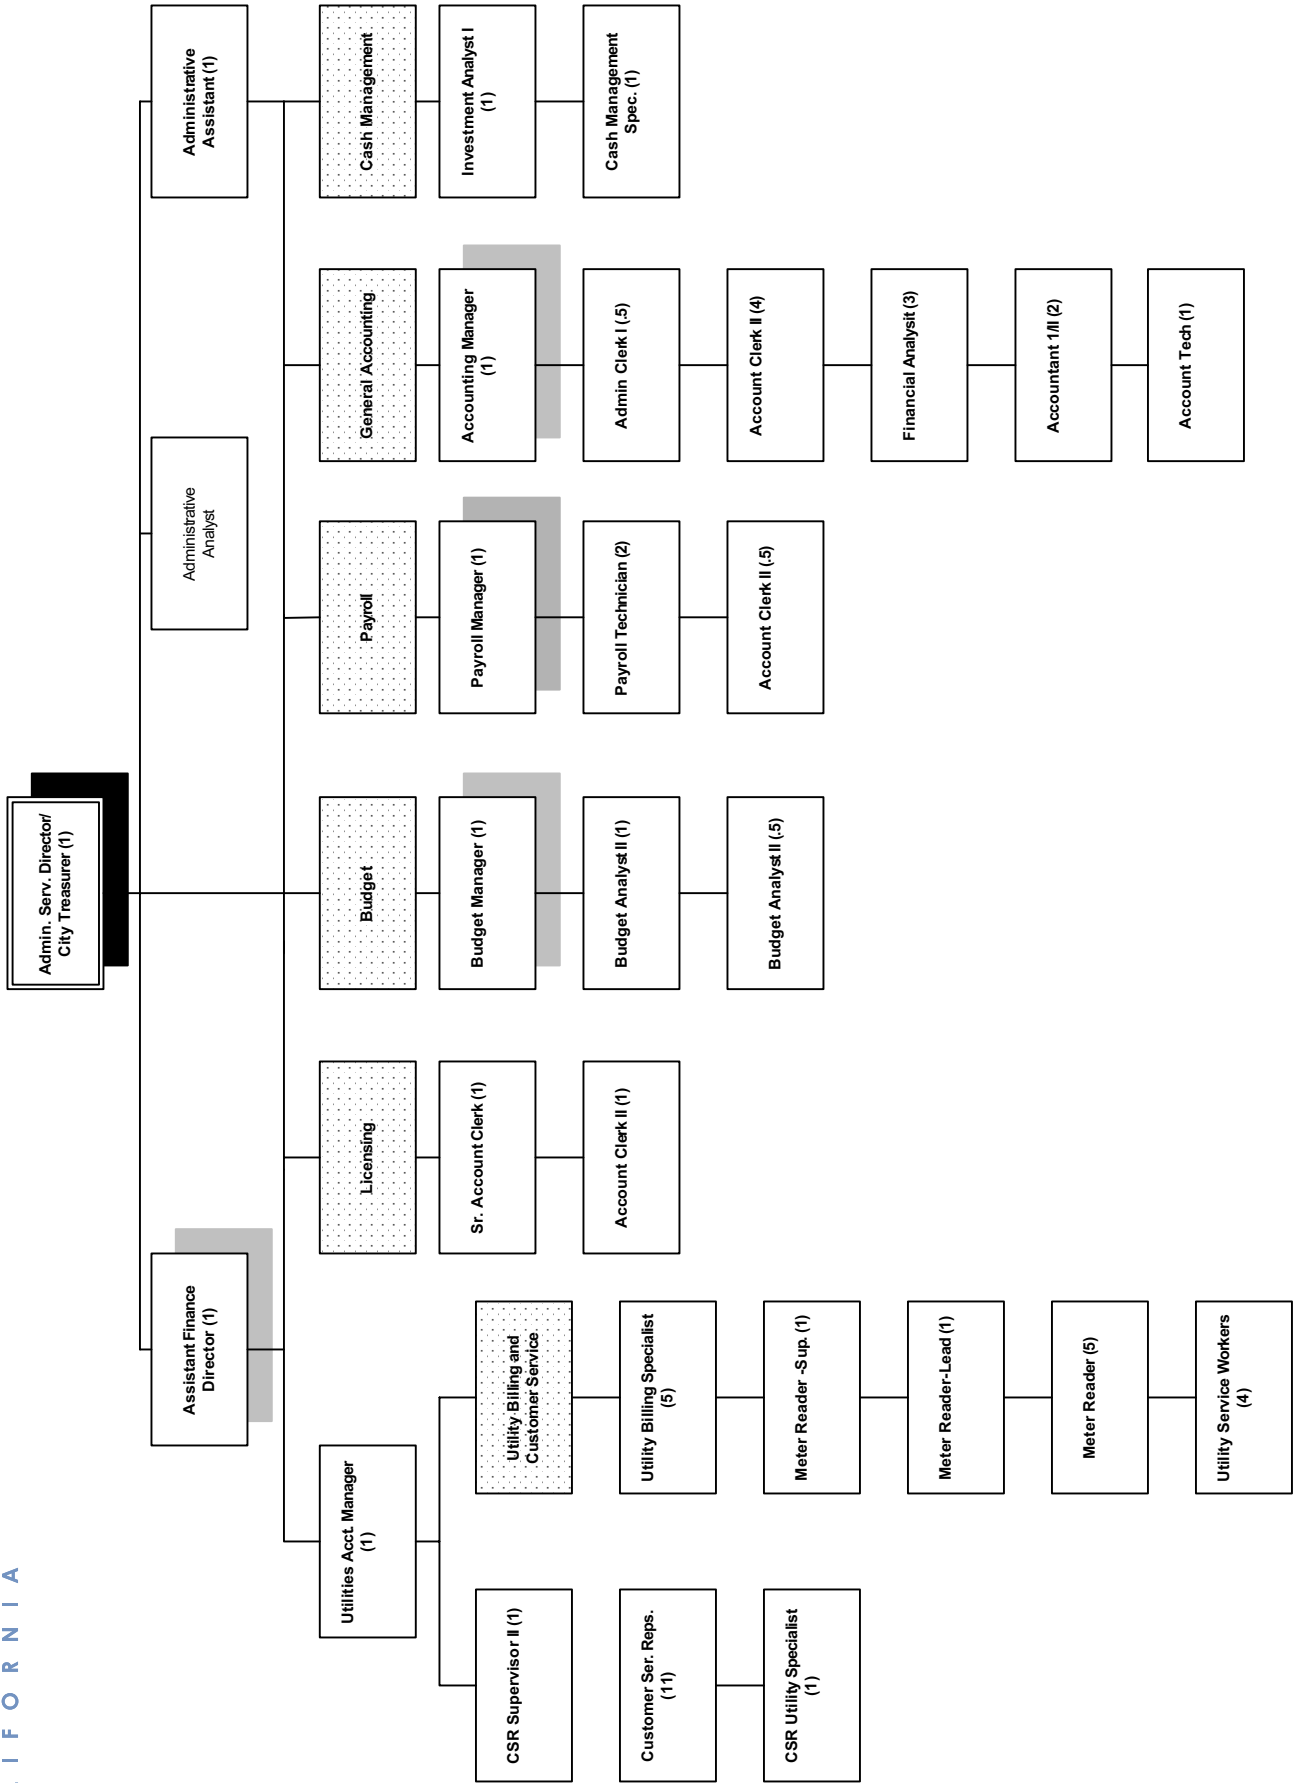 I F O R N I A
Admin. Serv. Director/
City Treasurer (1)
Assistant Finance
Director (1)
Administrative
Analyst
Administrative
Assistant (1)
Utilities Acct. Manager
(1)
Licensing
Budget
Payroll
General Accounting
Cash Management
CSR Supervisor II (1)
Customer Ser. Reps.
(11)
CSR Utility Specialist
(1)
Utility Billing and
Customer Service
Utility Billing Specialist
(5)
Meter Reader -Sup. (1)
Meter Reader-Lead (1)
Meter Reader (5)
Utility Service Workers
(4)
Sr. Account Clerk (1)
Account Clerk II (1)
Budget Manager (1)
Budget Analyst II (1)
Budget Analyst II (.5)
Payroll Manager (1)
Payroll Technician (2)
Account Clerk II (.5)
Accounting Manager
(1)
Admin Clerk I (.5)
Account Clerk II (4)
Financial Analysit (3)
Accountant 1/II (2)
Account Tech (1)
Investment Analyst I
(1)
Cash Management
Spec. (1)